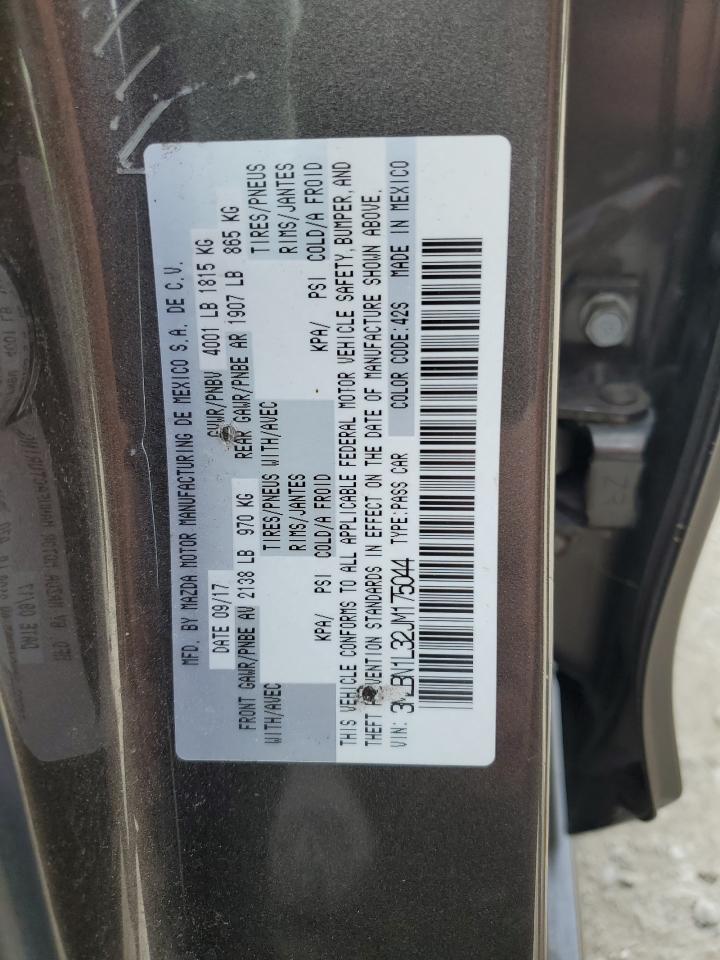 MFD. BY MAZDA MOTOR MANUFACTURING DE MEXICO S.A. DE C.V.
DATE 09/17 GVWR/PNBV 4001 LB 1815 KG
FRONT GAWR/PNBE AV 2138 LB 970 KG REAR GAWR/PNBE AR 1907 LB 865 KG
WITH/AVEC TIRES/PNEUS WITH/AVEC TIRES/PNEUS
RIMS/JANTES RIMS/JANTES
KPA/ PSI COLD/A FROID KPA/ PSI COLD/A FROID
THIS VEHICLE CONFORMS TO ALL APPLICABLE FEDERAL MOTOR VEHICLE SAFETY, BUMPER, AND
THEFT PREVENTION STANDARDS IN EFFECT ON THE DATE OF MANUFACTURE SHOWN ABOVE.
VIN: 3MZBN1L32JM175044 TYPE:PASS CAR COLOR CODE:42S MADE IN MEXICO